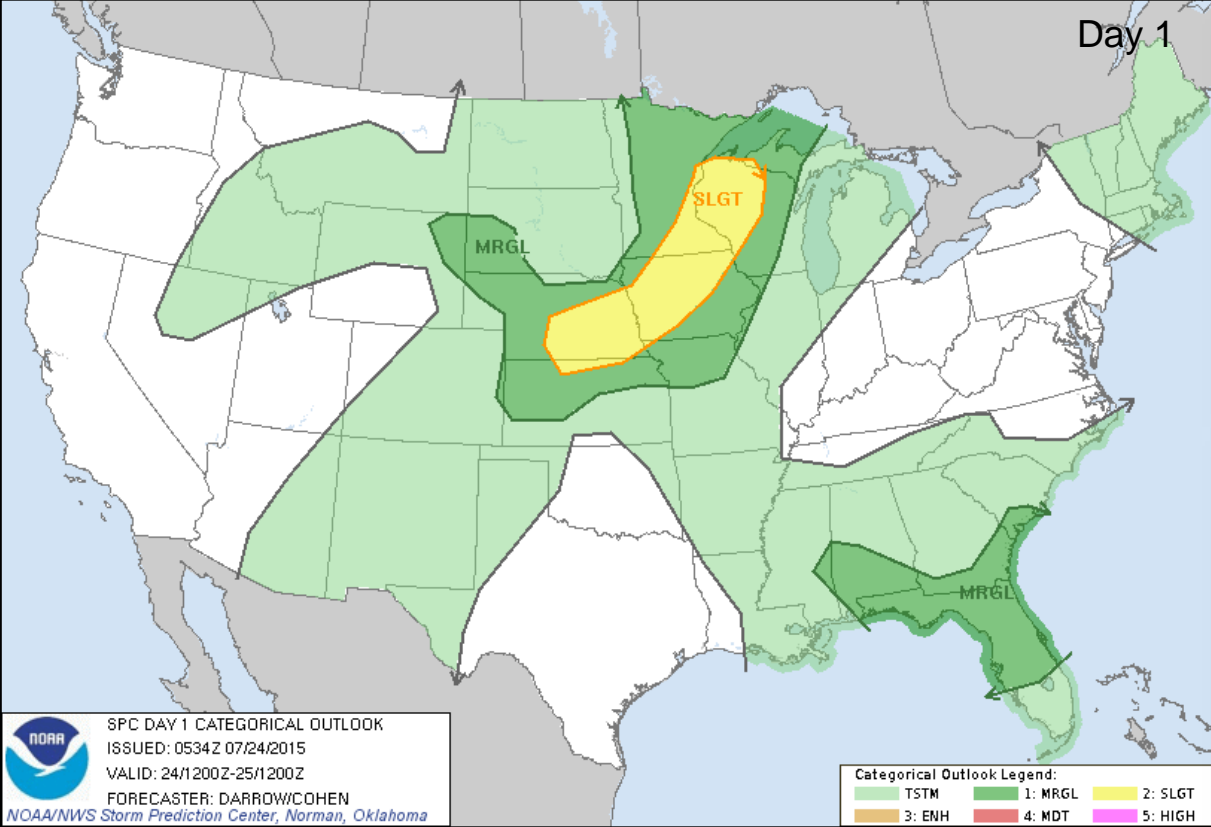 Day 1
SLGT
MRGL
MRGL
NOAA
SPC DAY 1 CATEGORICAL OUTLOOK
ISSUED: 0534Z 07/24/2015
VALID: 24/1200Z-25/1200Z
FORECASTER: DARROW/COHEN
NOAA/NWS Storm Prediction Center, Norman, Oklahoma
Categorical Outlook Legend:
TSTM 1: MRGL 2: SLGT
3: ENH 4: MDT 5: HIGH